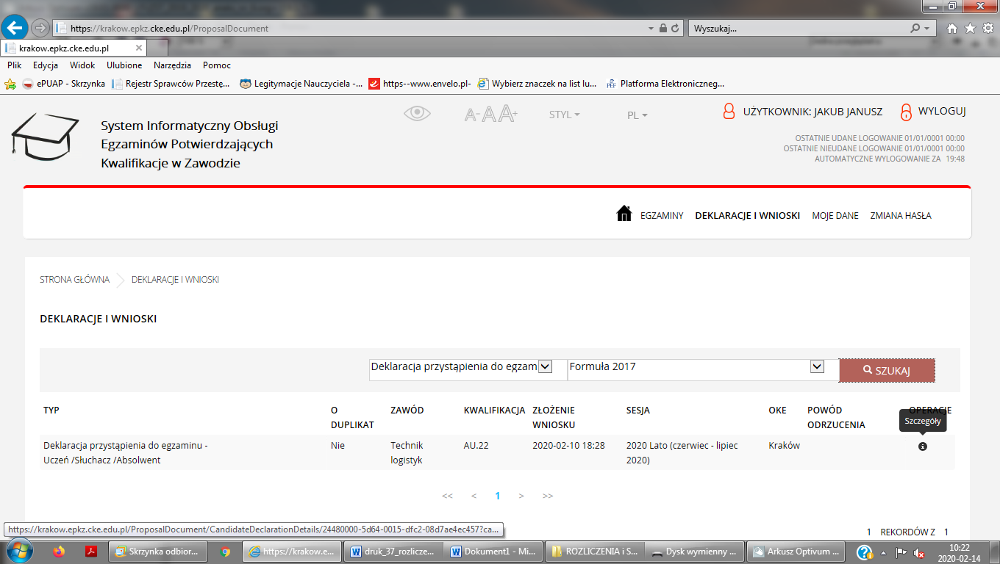 https://krakow.epkz.cke.edu.pl/ProposalDocument
Wyszukaj...
krakow.epkz.cke.edu.pl
Plik Edycja Widok Ulubione Narzędzia Pomoc
ePUAP - Skrzynka Rejestr Sprawców Przestę... Legitymacje Nauczyciela -... https--www.envelo.pl- Wybierz znaczek na list lu... Platforma Elektroniczneg...
System Informatyczny Obsługi
Egzaminów Potwierdzających
Kwalifikacje w Zawodzie
A- A A+ STYL PL
UŻYTKOWNIK: JAKUB JANUSZ WYLOGUJ
OSTATNIE UDANE LOGOWANIE 01/01/0001 00:00
OSTATNIE NIEUDANE LOGOWANIE 01/01/0001 00:00
AUTOMATYCZNE WYLOGOWANIE ZA 19:48
EGZAMINY DEKLARACJE I WNIOSKI MOJE DANE ZMIANA HASŁA
STRONA GŁÓWNA DEKLARACJE I WNIOSKI
DEKLARACJE I WNIOSKI
Deklaracja przystąpienia do egzam Formuła 2017 SZUKAJ
TYP O DUPLIKAT ZAWÓD KWALIFIKACJA ZŁOŻENIE WNIOSKU SESJA OKE POWÓD ODRZUCENIA OPERACJE
Szczegóły
Deklaracja przystąpienia do egzaminu - Nie Technik AU.22 2020-02-10 18:28 2020 Lato (czerwiec - lipiec Kraków
Uczeń /Słuchacz /Absolwent logistyk 2020)
<< < 1 > >>
1 REKORDÓW Z 1
https://krakow.epkz.cke.edu.pl/ProposalDocument/CandidateDeclarationDetails/24480000-5d64-0015-dfc2-08d7ae4ec457?ca...
Skrzynka odbior... https://krakow.e... druk_37_rozlicze... Dokument1 - Mi... ROZLICZENIA i S... Dysk wymienny ... Arkusz Optivum ...
10:22
2020-02-14